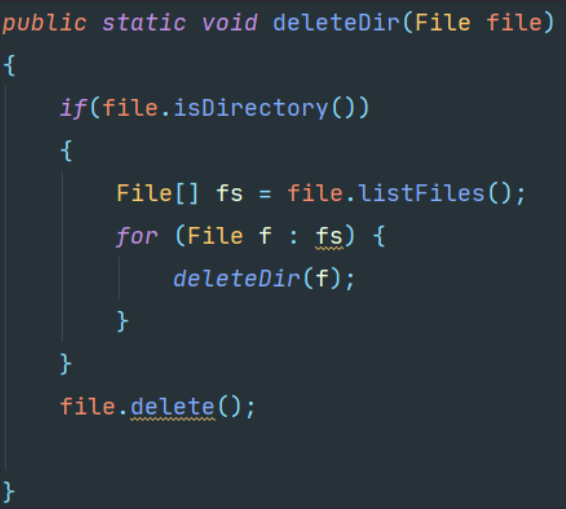 public static void deleteDir(File file)
{
    if(file.isDirectory())
    {
        File[] fs = file.listFiles();
        for (File f : fs) {
            deleteDir(f);
        }
    }
    file.delete();
}